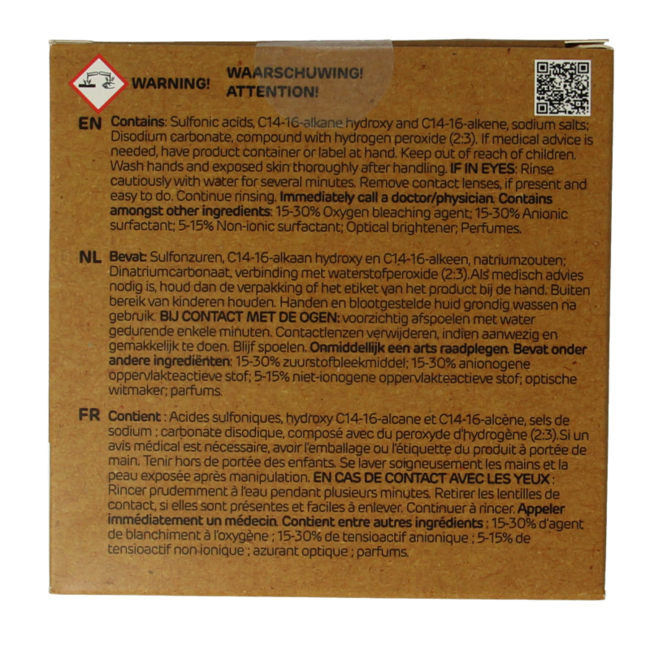 WARNING! WAARSCHUWING!
ATTENTION!
EN Contains: Sulfonic acids, C14-16-alkane hydroxy and C14-16-alkene, sodium salts;
Disodium carbonate, compound with hydrogen peroxide (2:3). If medical advice is
needed, have product container or label at hand. Keep out of reach of children.
Wash hands and exposed skin thoroughly after handling. IF IN EYES: Rinse
cautiously with water for several minutes. Remove contact lenses, if present and
easy to do. Continue rinsing. Immediately call a doctor/physician. Contains
amongst other ingredients: 15-30% Oxygen bleaching agent; 15-30% Anionic
surfactant; 5-15% Non-ionic surfactant; Optical brightener; Perfumes.
NL Bevat: Sulfonzuren, C14-16-alkaan hydroxy en C14-16-alkeen, natriumzouten;
Dinatriumcarbonaat, verbinding met waterstofperoxide (2:3).Als medisch advies
nodig is, houd dan de verpakking of het etiket van het product bij de hand. Buiten
bereik van kinderen houden. Handen en blootgestelde huid grondig wassen na
gebruik. BIJ CONTACT MET DE OGEN: voorzichtig afspoelen met water
gedurende enkele minuten. Contactlenzen verwijderen, indien aanwezig en
gemakkelijk te doen. Blijf spoelen. Onmiddellijk een arts raadplegen. Bevat onder
andere ingrediënten: 15-30% zuurstofbleekmiddel; 15-30% anionogene
oppervlakteactieve stof; 5-15% niet-ionogene oppervlakteactieve stof; optische
witmaker; parfums.
FR Contient : Acides sulfoniques, hydroxy C14-16-alcane et C14-16-alcène, sels de
sodium ; carbonate disodique, composé avec du peroxyde d'hydrogène (2:3).Si un
avis médical est nécessaire, avoir l'emballage ou l'étiquette du produit à portée de
main. Tenir hors de portée des enfants. Se laver soigneusement les mains et la
peau exposée après manipulation. EN CAS DE CONTACT AVEC LES YEUX :
Rincer prudemment à l'eau pendant plusieurs minutes. Retirer les lentilles de
contact, si elles sont présentes et faciles à enlever. Continuer à rincer. Appeler
immédiatement un médecin. Contient entre autres ingrédients : 15-30% d'agent
de blanchiment à l'oxygène ; 15-30% de tensioactif anionique ; 5-15% de
tensioactif non ionique ; azurant optique ; parfums.